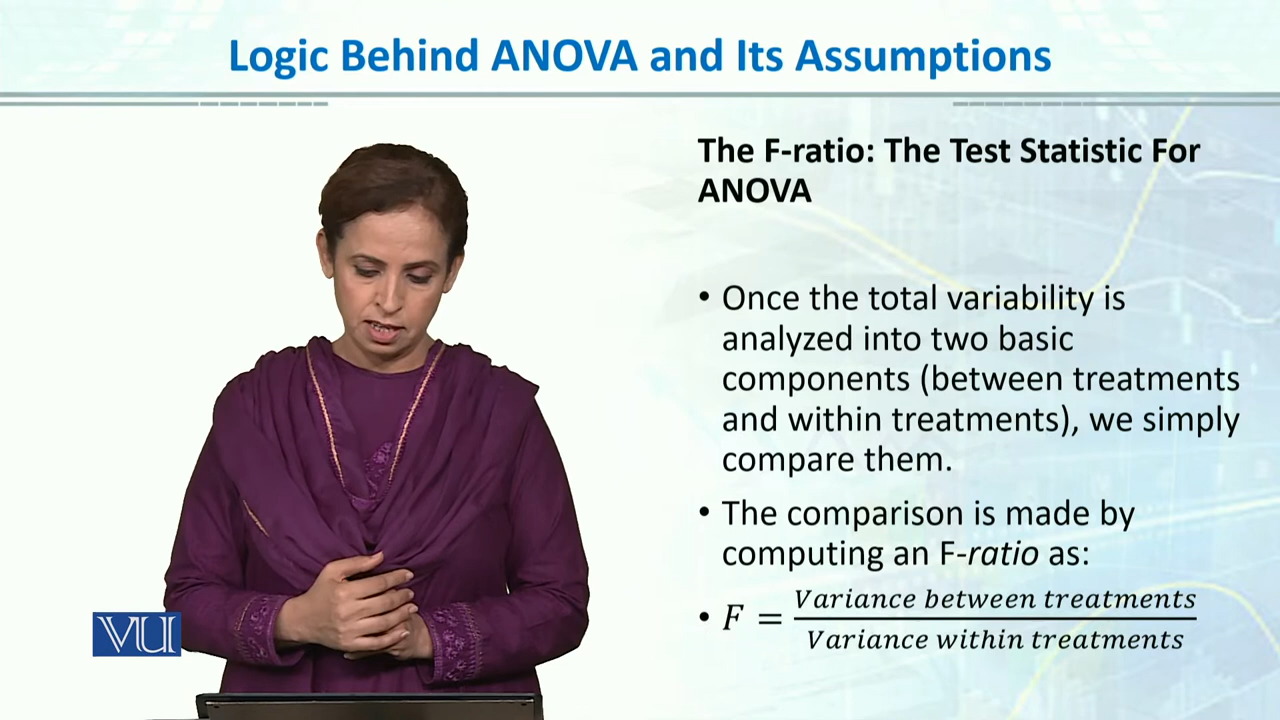 Logic Behind ANOVA and Its Assumptions
The F-ratio: The Test Statistic For
ANOVA
• Once the total variability is
analyzed into two basic
components (between treatments
and within treatments), we simply
compare them.
• The comparison is made by
computing an F-ratio as:
• F = Variance between treatments / Variance within treatments
VU